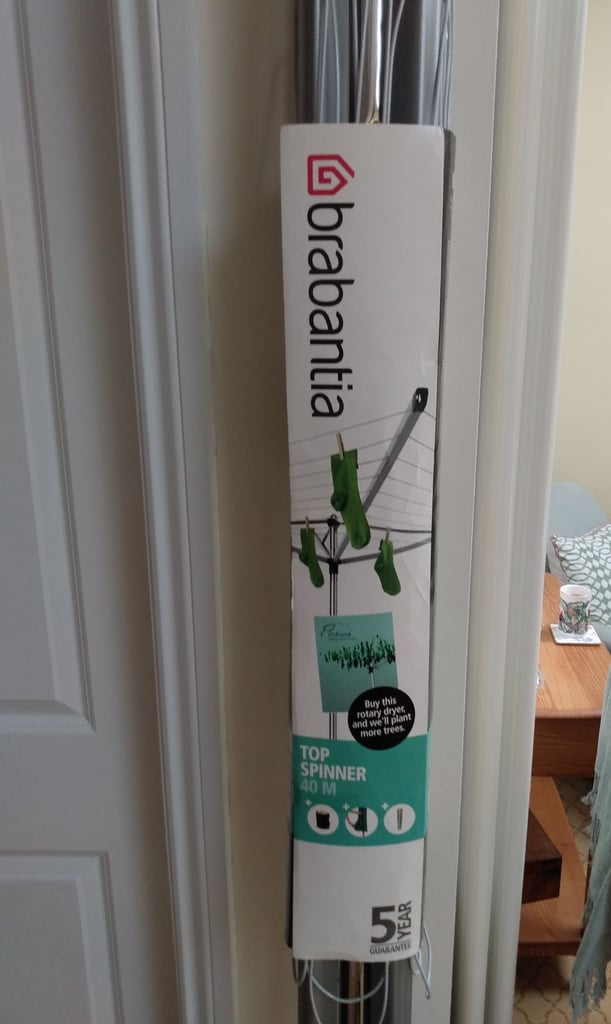 brabantia
Buy this
rotary dryer,
and we'll plant
more trees.
TOP
SPINNER
40 M
5
YEAR
GUARANTEE